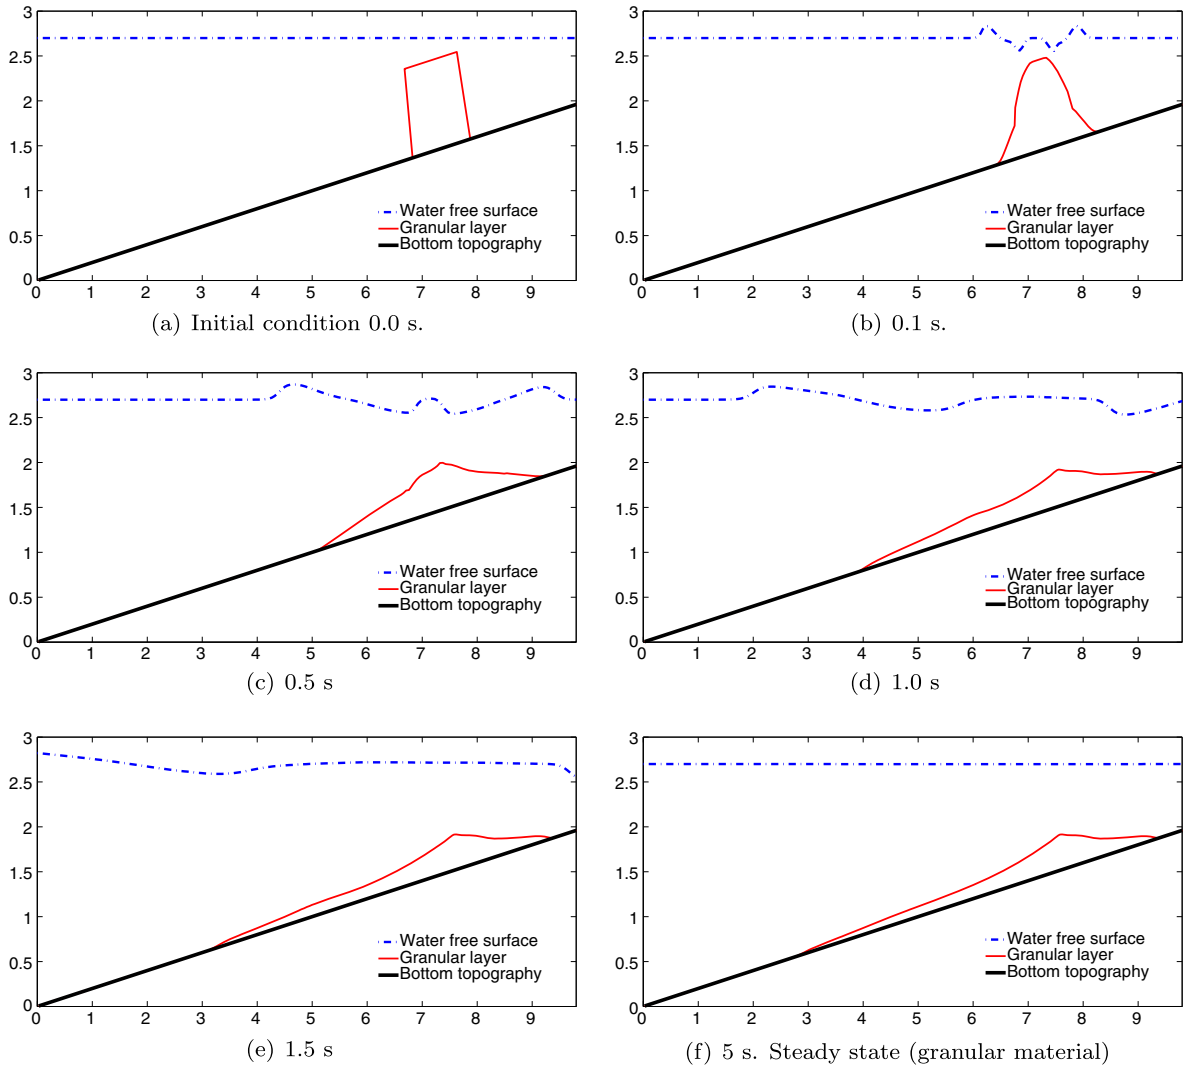 3
2.5
2
1.5
1
0.5
0
0 1 2 3 4 5 6 7 8 9
Water free surface
Granular layer
Bottom topography
(a) Initial condition 0.0 s.
3
2.5
2
1.5
1
0.5
0
0 1 2 3 4 5 6 7 8 9
Water free surface
Granular layer
Bottom topography
(b) 0.1 s.
3
2.5
2
1.5
1
0.5
0
0 1 2 3 4 5 6 7 8 9
Water free surface
Granular layer
Bottom topography
(c) 0.5 s
3
2.5
2
1.5
1
0.5
0
0 1 2 3 4 5 6 7 8 9
Water free surface
Granular layer
Bottom topography
(d) 1.0 s
3
2.5
2
1.5
1
0.5
0
0 1 2 3 4 5 6 7 8 9
Water free surface
Granular layer
Bottom topography
(e) 1.5 s
3
2.5
2
1.5
1
0.5
0
0 1 2 3 4 5 6 7 8 9
Water free surface
Granular layer
Bottom topography
(f) 5 s. Steady state (granular material)